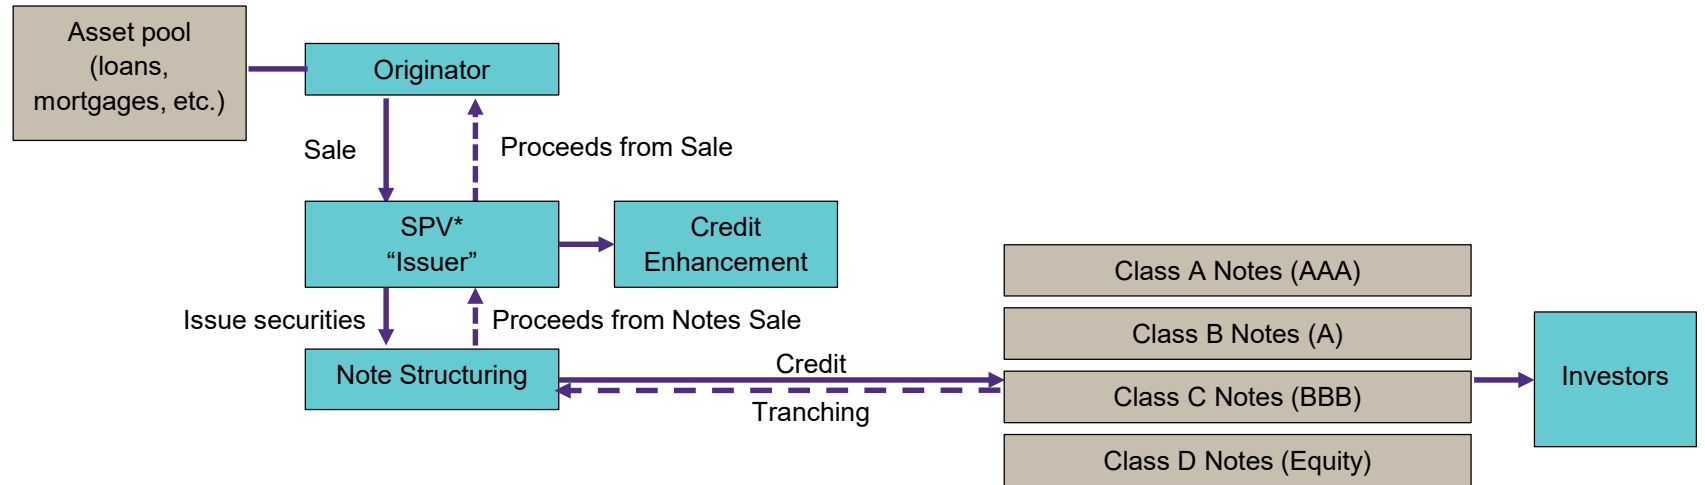 Asset pool
(loans,
mortgages, etc.)
Originator
Sale
Proceeds from Sale
SPV*
“Issuer”
Credit
Enhancement
Issue securities
Proceeds from Notes Sale
Note Structuring
Credit
Tranching
Class A Notes (AAA)
Class B Notes (A)
Class C Notes (BBB)
Class D Notes (Equity)
Investors